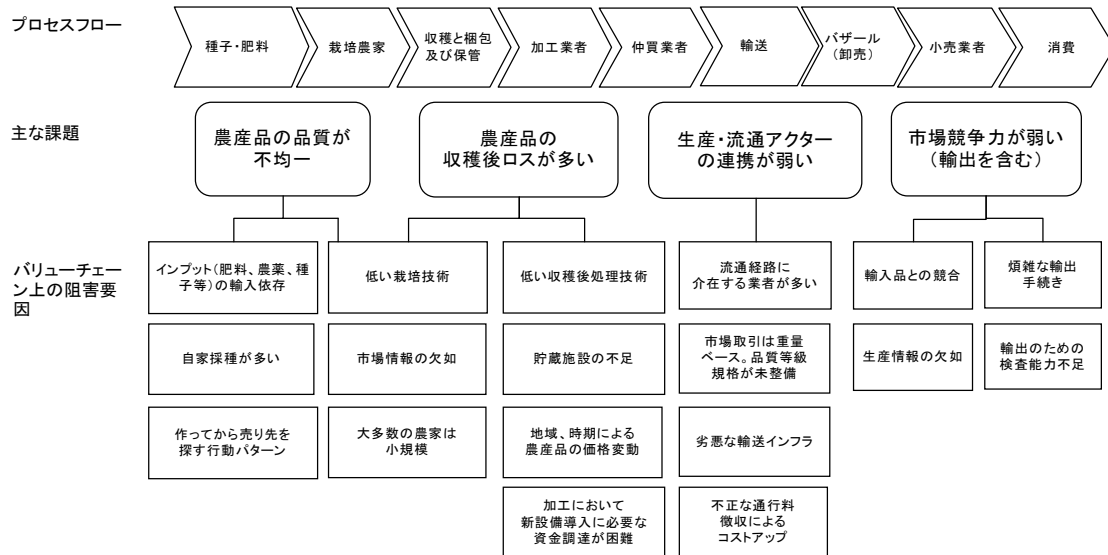 プロセスフロー
種子・肥料
栽培農家
収穫と梱包
及び保管
加工業者
仲買業者
輸送
バザール
(卸売)
小売業者
消費
主な課題
農産品の品質が
不均一
農産品の
収穫後ロスが多い
生産・流通アクター
の連携が弱い
市場競争力が弱い
(輸出を含む)
バリューチェー
ン上の阻害要
因
インプット(肥料、農薬、種
子等)の輸入依存
低い栽培技術
低い収穫後処理技術
流通経路に
介在する業者が多い
輸入品との競合
煩雑な輸出
手続き
自家採種が多い
市場情報の欠如
貯蔵施設の不足
市場取引は重量
ベース。品質等級
規格が未整備
生産情報の欠如
輸出のための
検査能力不足
作ってから売り先を
探す行動パターン
大多数の農家は
小規模
地域、時期による
農産品の価格変動
劣悪な輸送インフラ
加工において
新設備導入に必要な
資金調達が困難
不正な通行料
徴収による
コストアップ